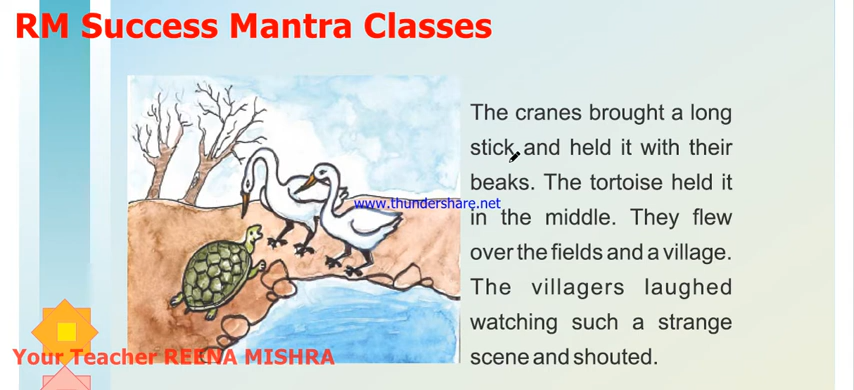 RM Success Mantra Classes
The cranes brought a long
stick and held it with their
beaks. The tortoise held it
www.thundershare.net
in the middle. They flew
over the fields and a village.
The villagers laughed
watching such a strange
scene and shouted.
Your Teacher REENA MISHRA